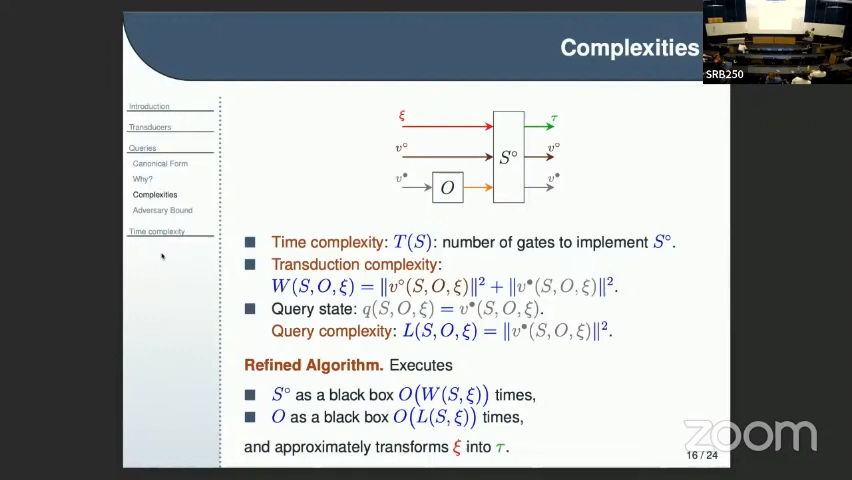 Complexities
SRB250
Introduction
Transducers
Queries
Canonical Form
Why?
Complexities
Adversary Bound
Time complexity
ξ
τ
v°
S°
v°
v•
O
v•
Time complexity: T(S): number of gates to implement S°.
Transduction complexity:
W(S, O, ξ) = ‖v°(S, O, ξ)‖² + ‖v•(S, O, ξ)‖².
Query state: q(S, O, ξ) = v•(S, O, ξ).
Query complexity: L(S, O, ξ) = ‖v•(S, O, ξ)‖².
Refined Algorithm. Executes
S° as a black box O(W(S, ξ)) times,
O as a black box O(L(S, ξ)) times,
and approximately transforms ξ into τ.
zoom
16 / 24